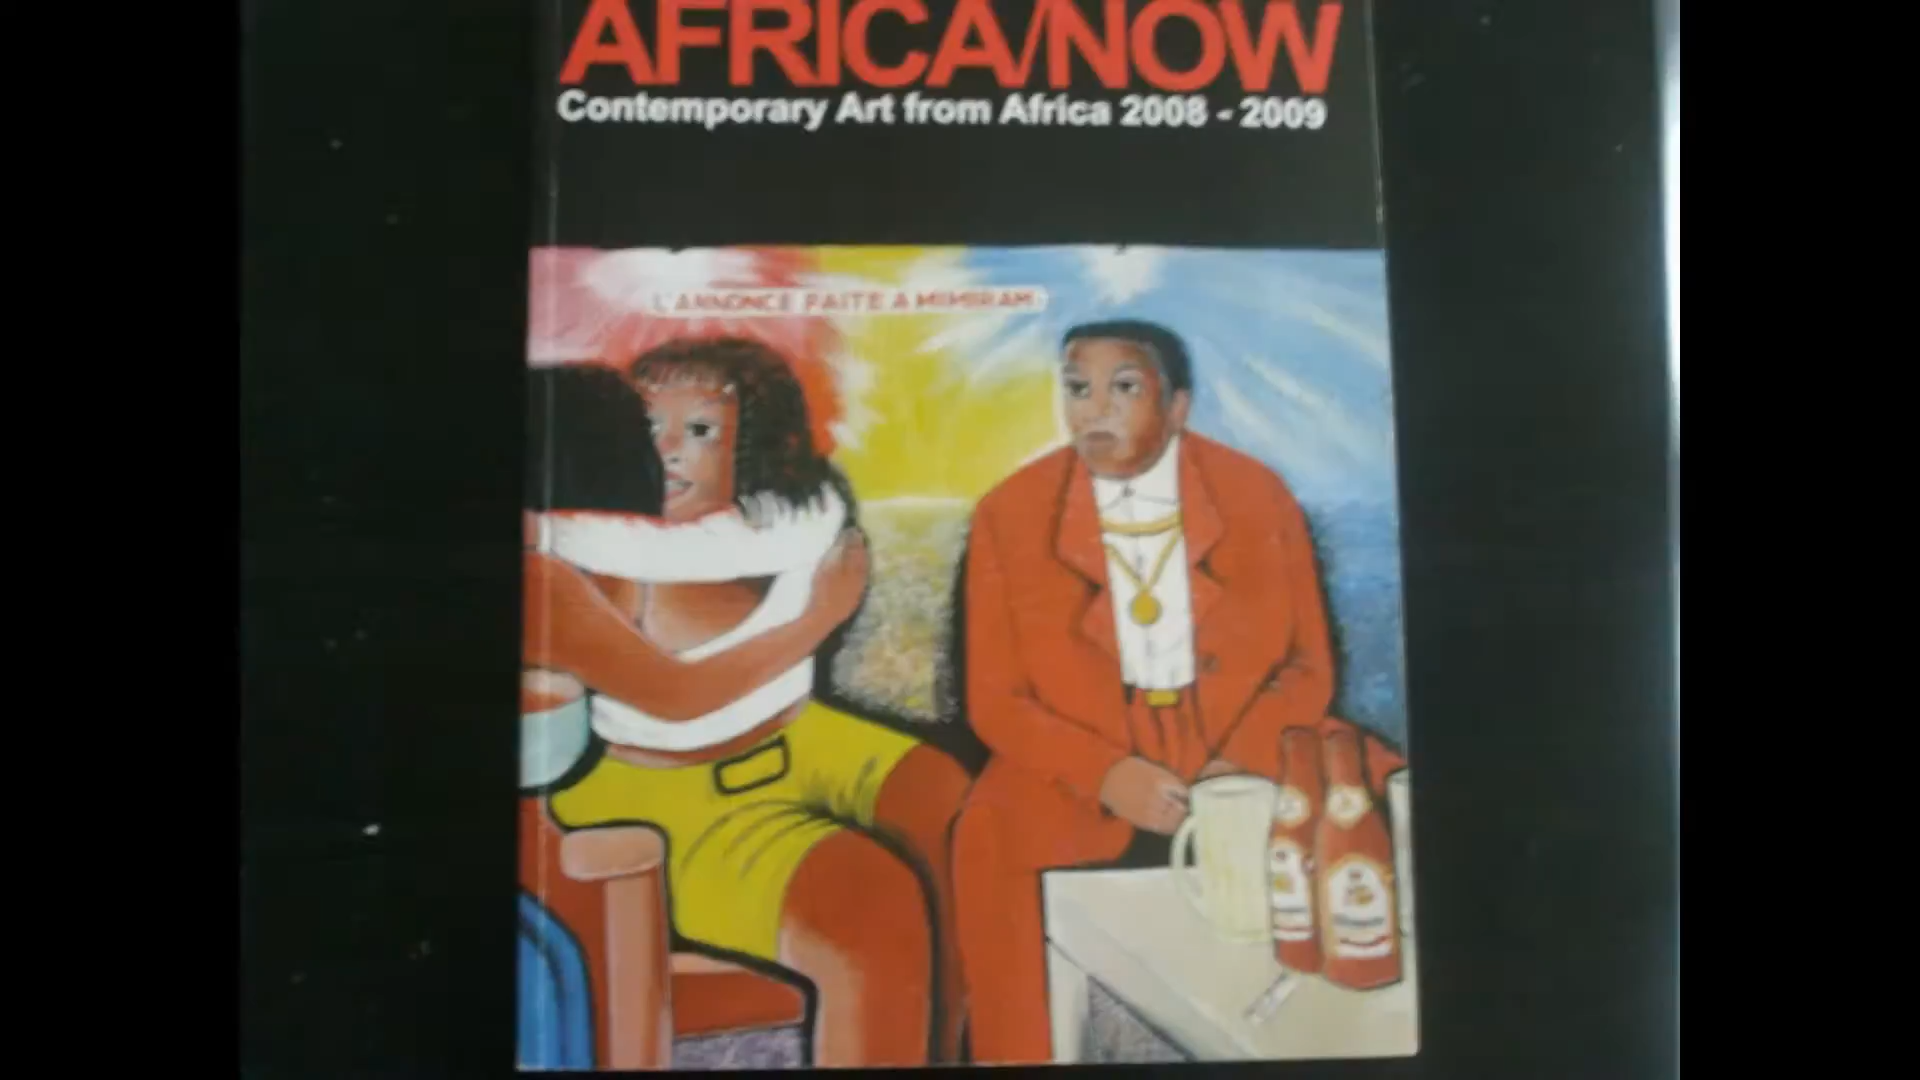 AFRICA/NOW
Contemporary Art from Africa 2008 - 2009
L'ANNONCE FAITE A MIMIRAM